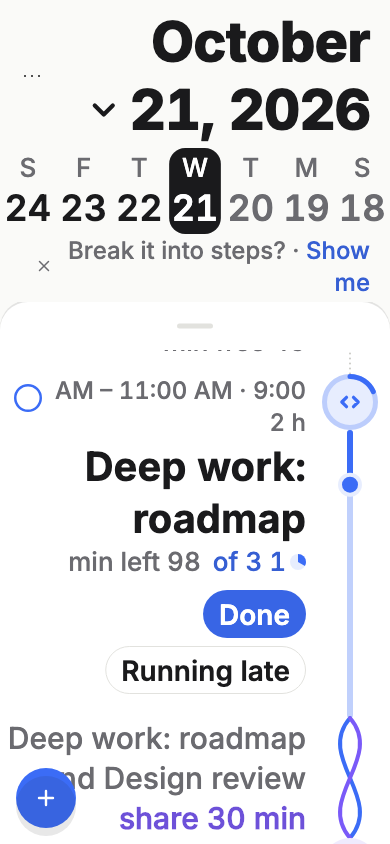 October
...
21, 2026
S F T W T M S
24 23 22 21 20 19 18
Break it into steps? · Show
me
AM – 11:00 AM · 9:00
2 h
Deep work:
roadmap
min left 98 of 3 1
Done
Running late
Deep work: roadmap
nd Design review
share 30 min